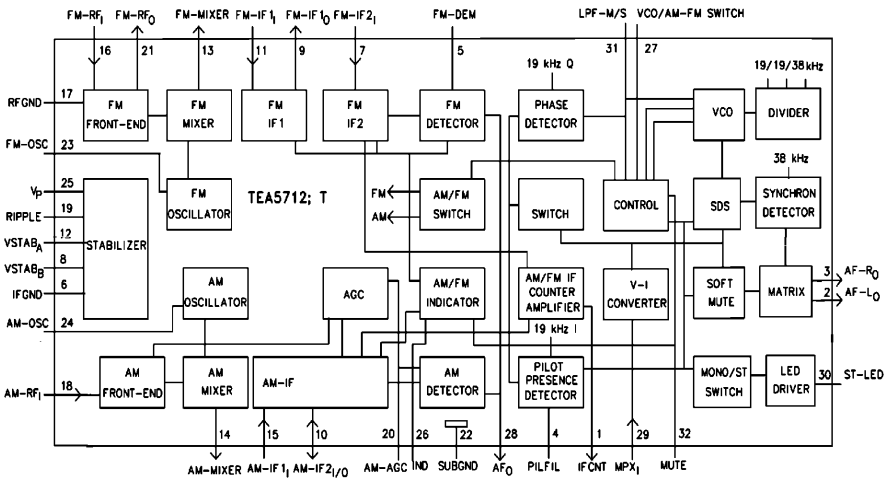 FM-RFI FM-RFO FM-MIXER FM-IF1I FM-IF1O FM-IF2I FM-DEM LPF-M/S VCO/AM-FM SWITCH
16 21 13 11 9 7 5 31 27
19 kHz Q 19/19/38kHz
RFGND 17
FM FRONT-END
FM MIXER
FM IF1
FM IF2
FM DETECTOR
PHASE DETECTOR
VCO
DIVIDER
FM-OSC 23
38 kHz
VP 25
RIPPLE 19
VSTABA 12
VSTABB 8
IFGND 6
STABILIZER
FM OSCILLATOR
TEA5712; T
FM
AM
AM/FM SWITCH
SWITCH
CONTROL
SDS
SYNCHRON DETECTOR
AM OSCILLATOR
AGC
AM/FM INDICATOR
AM/FM IF COUNTER AMPLIFIER
V-I CONVERTER
SOFT MUTE
MATRIX
3 AF-RO
2 AF-LO
AM-OSC 24
19 kHz I
AM-RFI 18
AM FRONT-END
AM MIXER
AM-IF
AM DETECTOR
PILOT PRESENCE DETECTOR
MONO/ST SWITCH
LED DRIVER
30 ST-LED
14 15 10 20 26 22 28 4 1 29 32
AM-MIXER AM-IF1I AM-IF2I/O AM-AGC IND SUBGND AFO PILFIL IFCNT MPXI MUTE